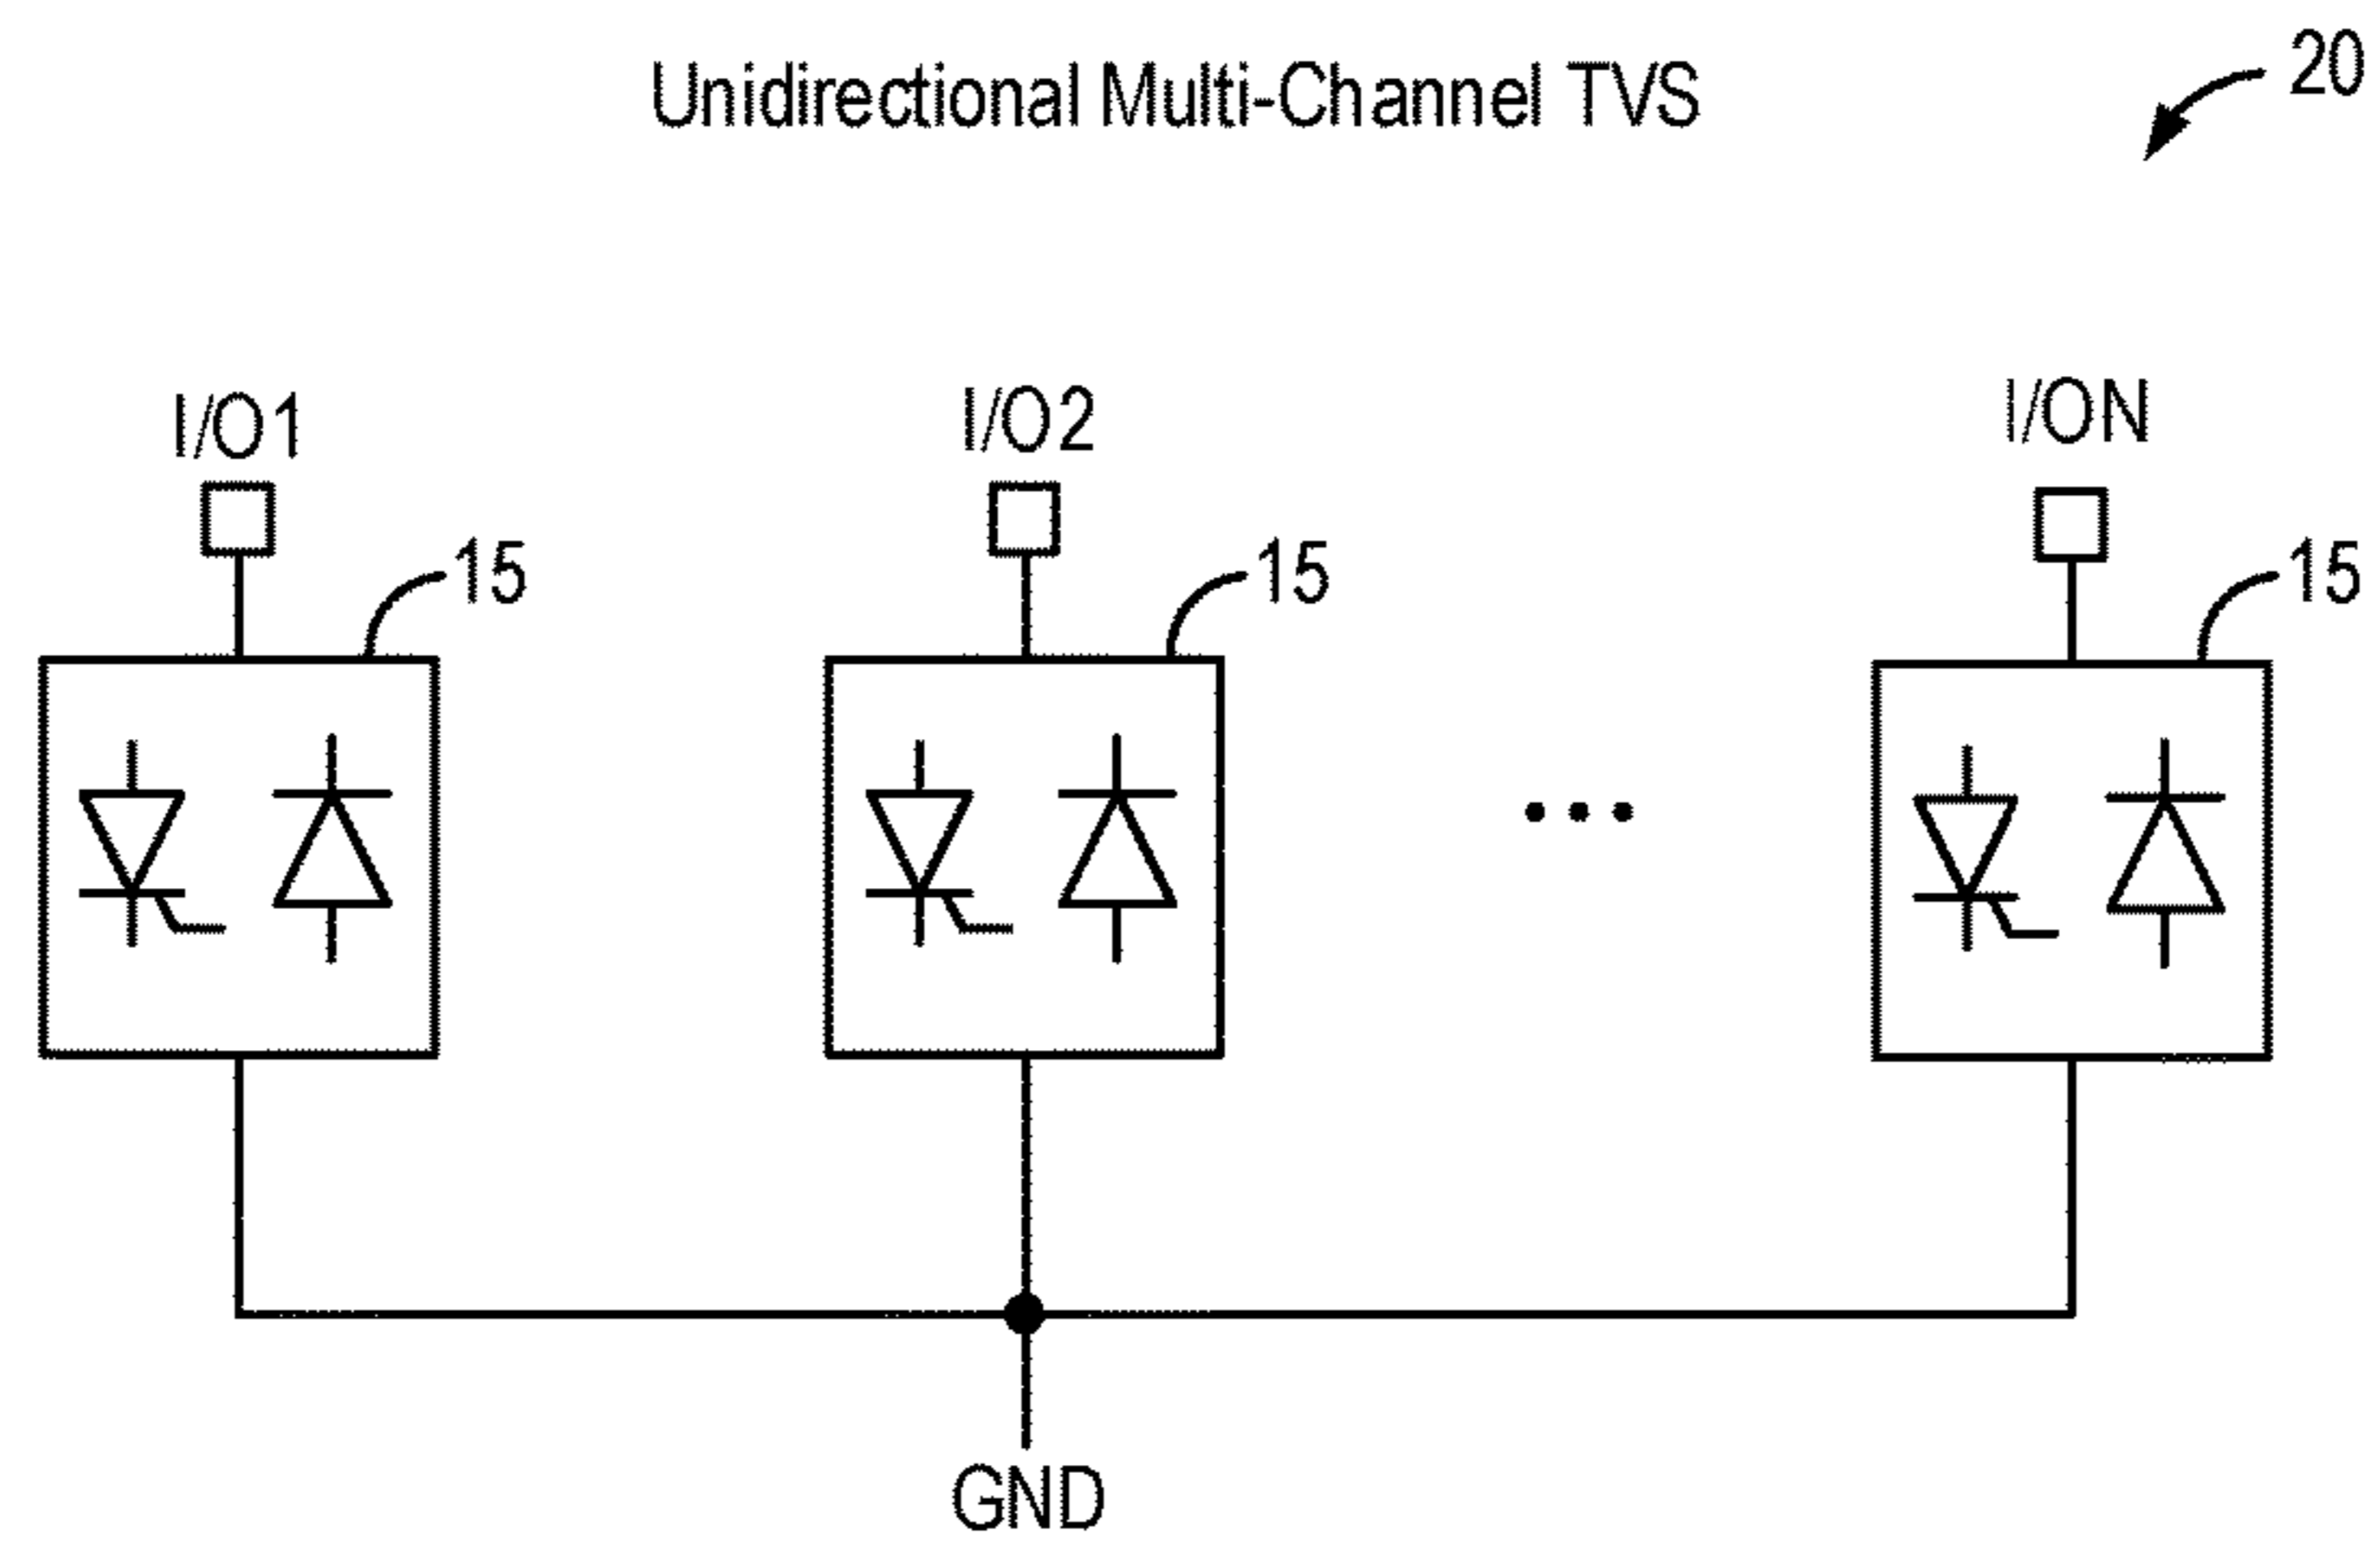 Unidirectional Multi-Channel TVS
20
I/O1
I/O2
I/ON
15
15
15
GND